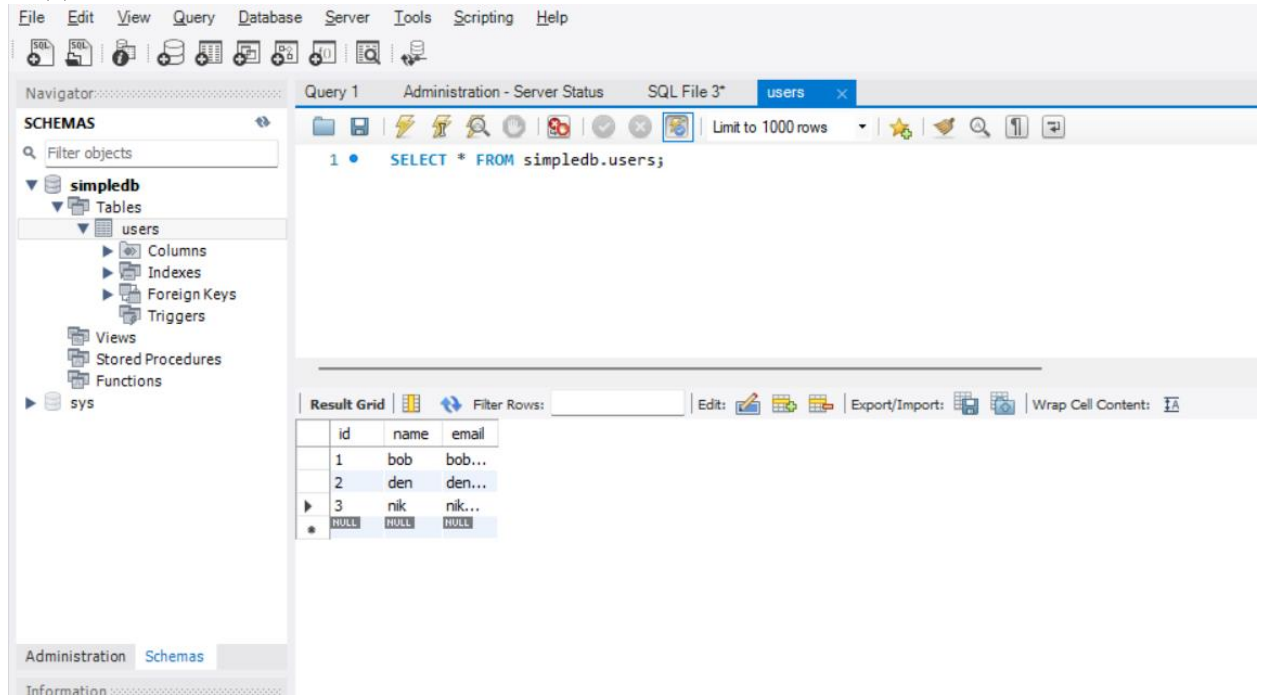 File Edit View Query Database Server Tools Scripting Help
Navigator
Query 1 Administration - Server Status SQL File 3* users
SCHEMAS
Limit to 1000 rows
Filter objects
1 SELECT * FROM simpledb.users;
simpledb
Tables
users
Columns
Indexes
Foreign Keys
Triggers
Views
Stored Procedures
Functions
sys
Result Grid Filter Rows: Edit: Export/Import: Wrap Cell Content: IA
id name email
1 bob bob...
2 den den...
3 nik nik...
NULL NULL NULL
Administration Schemas
Information